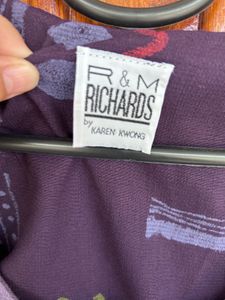 R & M
RICHARDS
by
KAREN KWONG